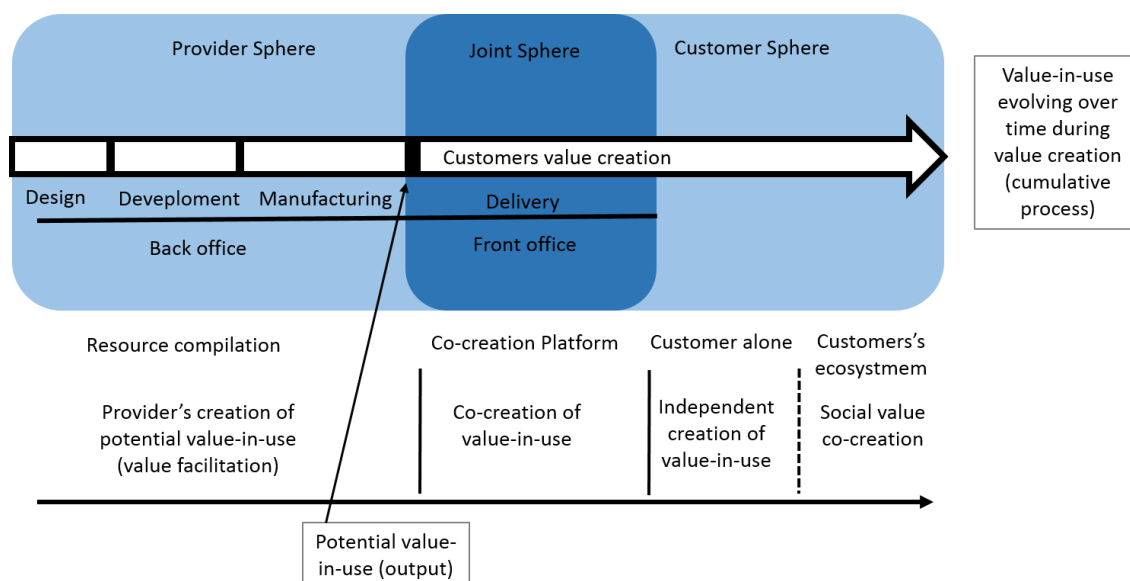 Provider Sphere
Joint Sphere
Customer Sphere
Value-in-use
evolving over
time during
value creation
(cumulative
process)
Customers value creation
Design
Deveploment
Manufacturing
Delivery
Back office
Front office
Resource compilation
Co-creation Platform
Customer alone
Customers's
ecosystmem
Provider's creation of
potential value-in-use
(value facilitation)
Co-creation of
value-in-use
Independent
creation of
value-in-use
Social value
co-creation
Potential value-
in-use (output)